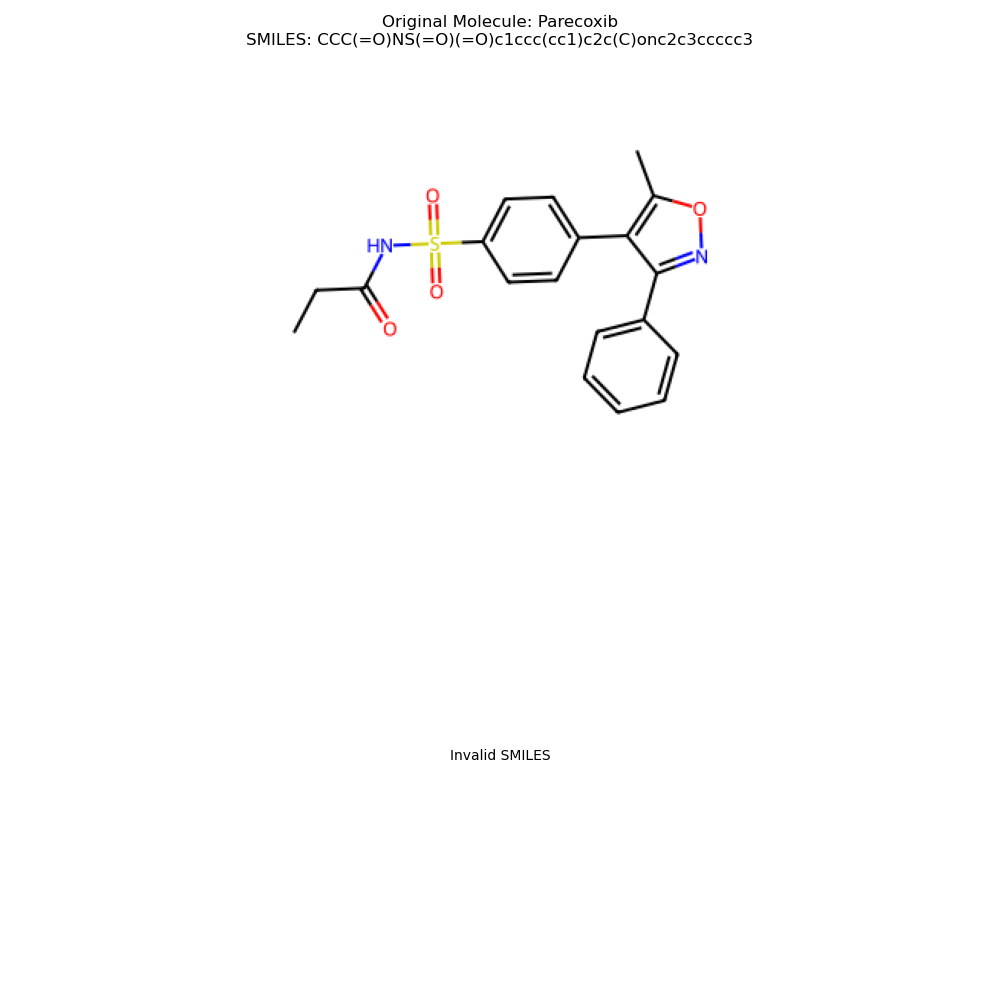 Original Molecule: Parecoxib
SMILES: CCC(=O)NS(=O)(=O)c1ccc(cc1)c2c(C)onc2c3ccccc3
O
O
HN
S
N
O
O
Invalid SMILES